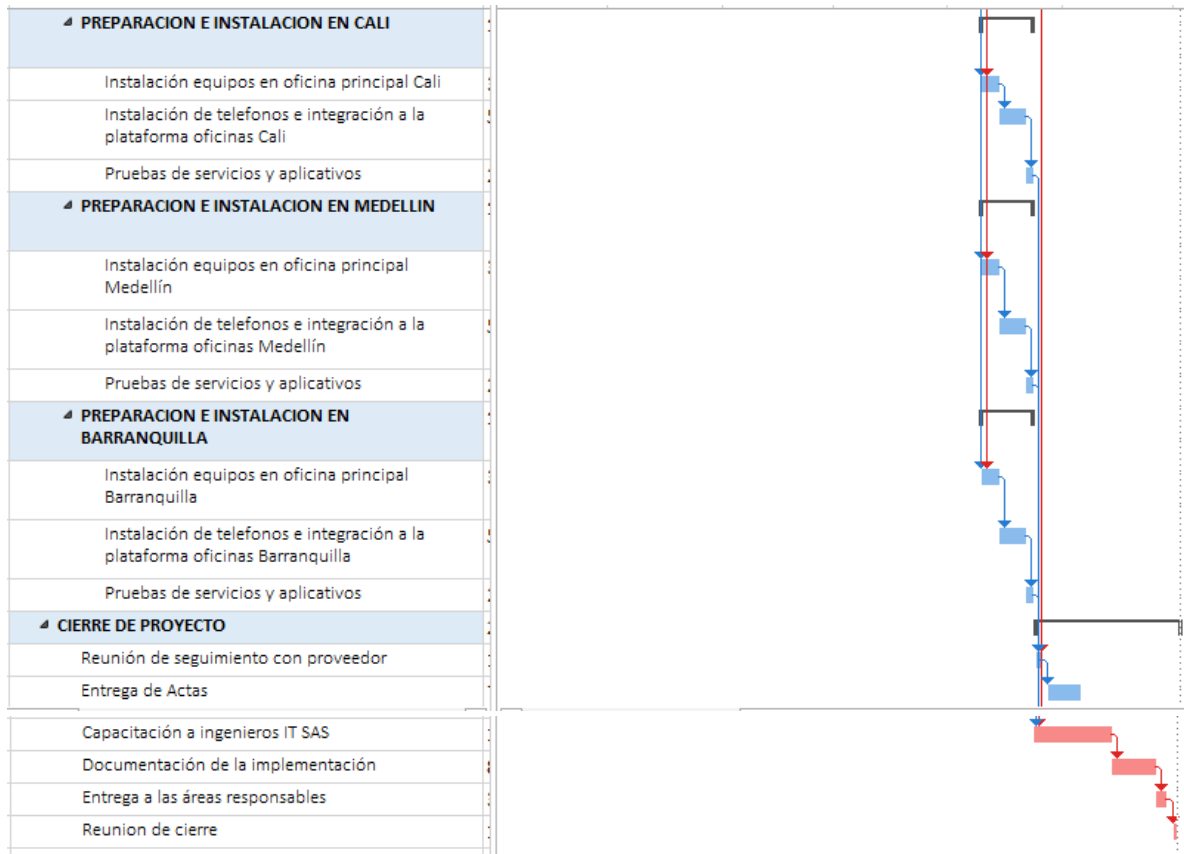 PREPARACION E INSTALACION EN CALI
Instalación equipos en oficina principal Cali
Instalación de telefonos e integración a la
plataforma oficinas Cali
Pruebas de servicios y aplicativos
PREPARACION E INSTALACION EN MEDELLIN
Instalación equipos en oficina principal
Medellín
Instalación de telefonos e integración a la
plataforma oficinas Medellín
Pruebas de servicios y aplicativos
PREPARACION E INSTALACION EN
BARRANQUILLA
Instalación equipos en oficina principal
Barranquilla
Instalación de telefonos e integración a la
plataforma oficinas Barranquilla
Pruebas de servicios y aplicativos
CIERRE DE PROYECTO
Reunión de seguimiento con proveedor
Entrega de Actas
Capacitación a ingenieros IT SAS
Documentación de la implementación
Entrega a las áreas responsables
Reunion de cierre